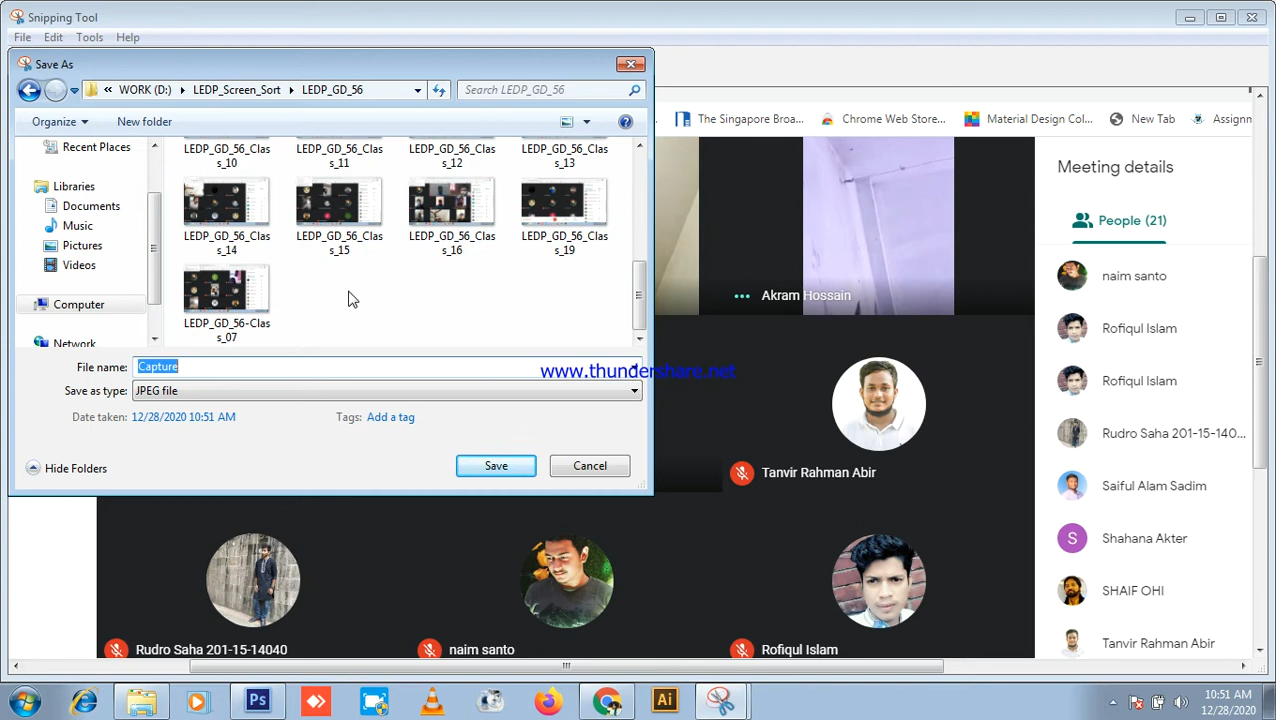 Snipping Tool
File Edit Tools Help
Save As
« WORK (D:) LEDP_Screen_Sort LEDP_GD_56
Search LEDP_GD_56
Organize New folder
Recent Places
Libraries
Documents
Music
Pictures
Videos
Computer
Network
LEDP_GD_56_Clas
s_10
LEDP_GD_56_Clas
s_11
LEDP_GD_56_Clas
s_12
LEDP_GD_56_Clas
s_13
LEDP_GD_56_Clas
s_14
LEDP_GD_56_Clas
s_15
LEDP_GD_56_Clas
s_16
LEDP_GD_56_Clas
s_19
LEDP_GD_56-Clas
s_07
File name: Capture
Save as type: JPEG file
Date taken: 12/28/2020 10:51 AM
Tags: Add a tag
Hide Folders
Save
Cancel
www.thundershare.net
The Singapore Broa... Chrome Web Store... Material Design Col... New Tab Assignn
Akram Hossain
Tanvir Rahman Abir
Rudro Saha 201-15-14040
naim santo
Rofiqul Islam
Meeting details
People (21)
naim santo
Rofiqul Islam
Rofiqul Islam
Rudro Saha 201-15-140...
Saiful Alam Sadim
S
Shahana Akter
SHAIF OHI
Tanvir Rahman Abir
Ps
Ai
10:51 AM
12/28/2020